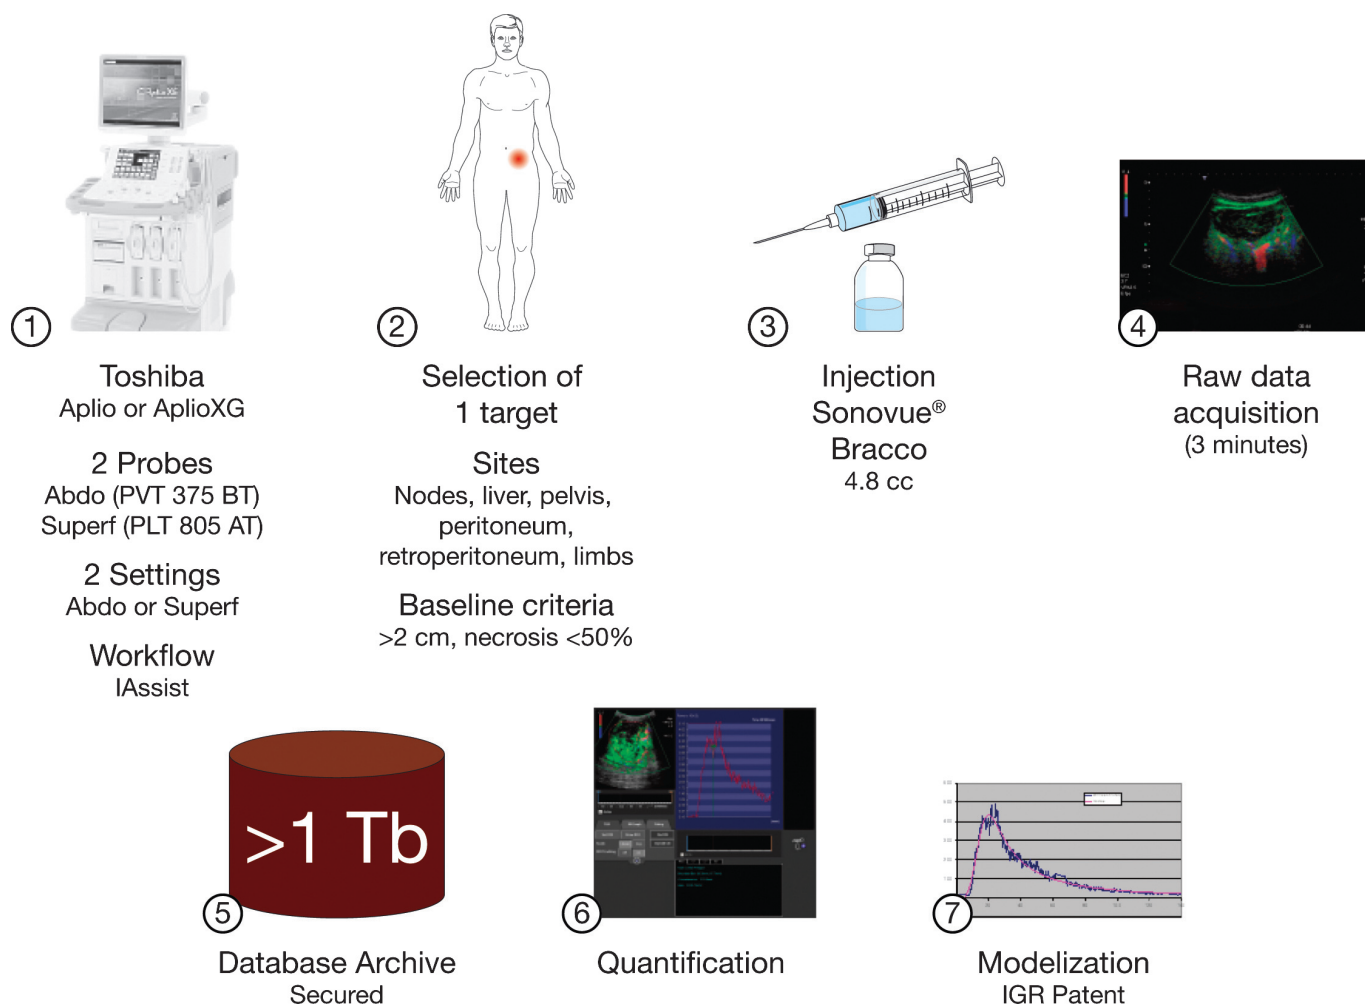 1
Toshiba
Aplio or AplioXG
2 Probes
Abdo (PVT 375 BT)
Superf (PLT 805 AT)
2 Settings
Abdo or Superf
Workflow
IAssist
2
Selection of
1 target
Sites
Nodes, liver, pelvis,
peritoneum,
retroperitoneum, limbs
Baseline criteria
>2 cm, necrosis <50%
3
Injection
Sonovue®
Bracco
4.8 cc
4
Raw data
acquisition
(3 minutes)
>1 Tb
5
Database Archive
Secured
6
Quantification
7
Modelization
IGR Patent